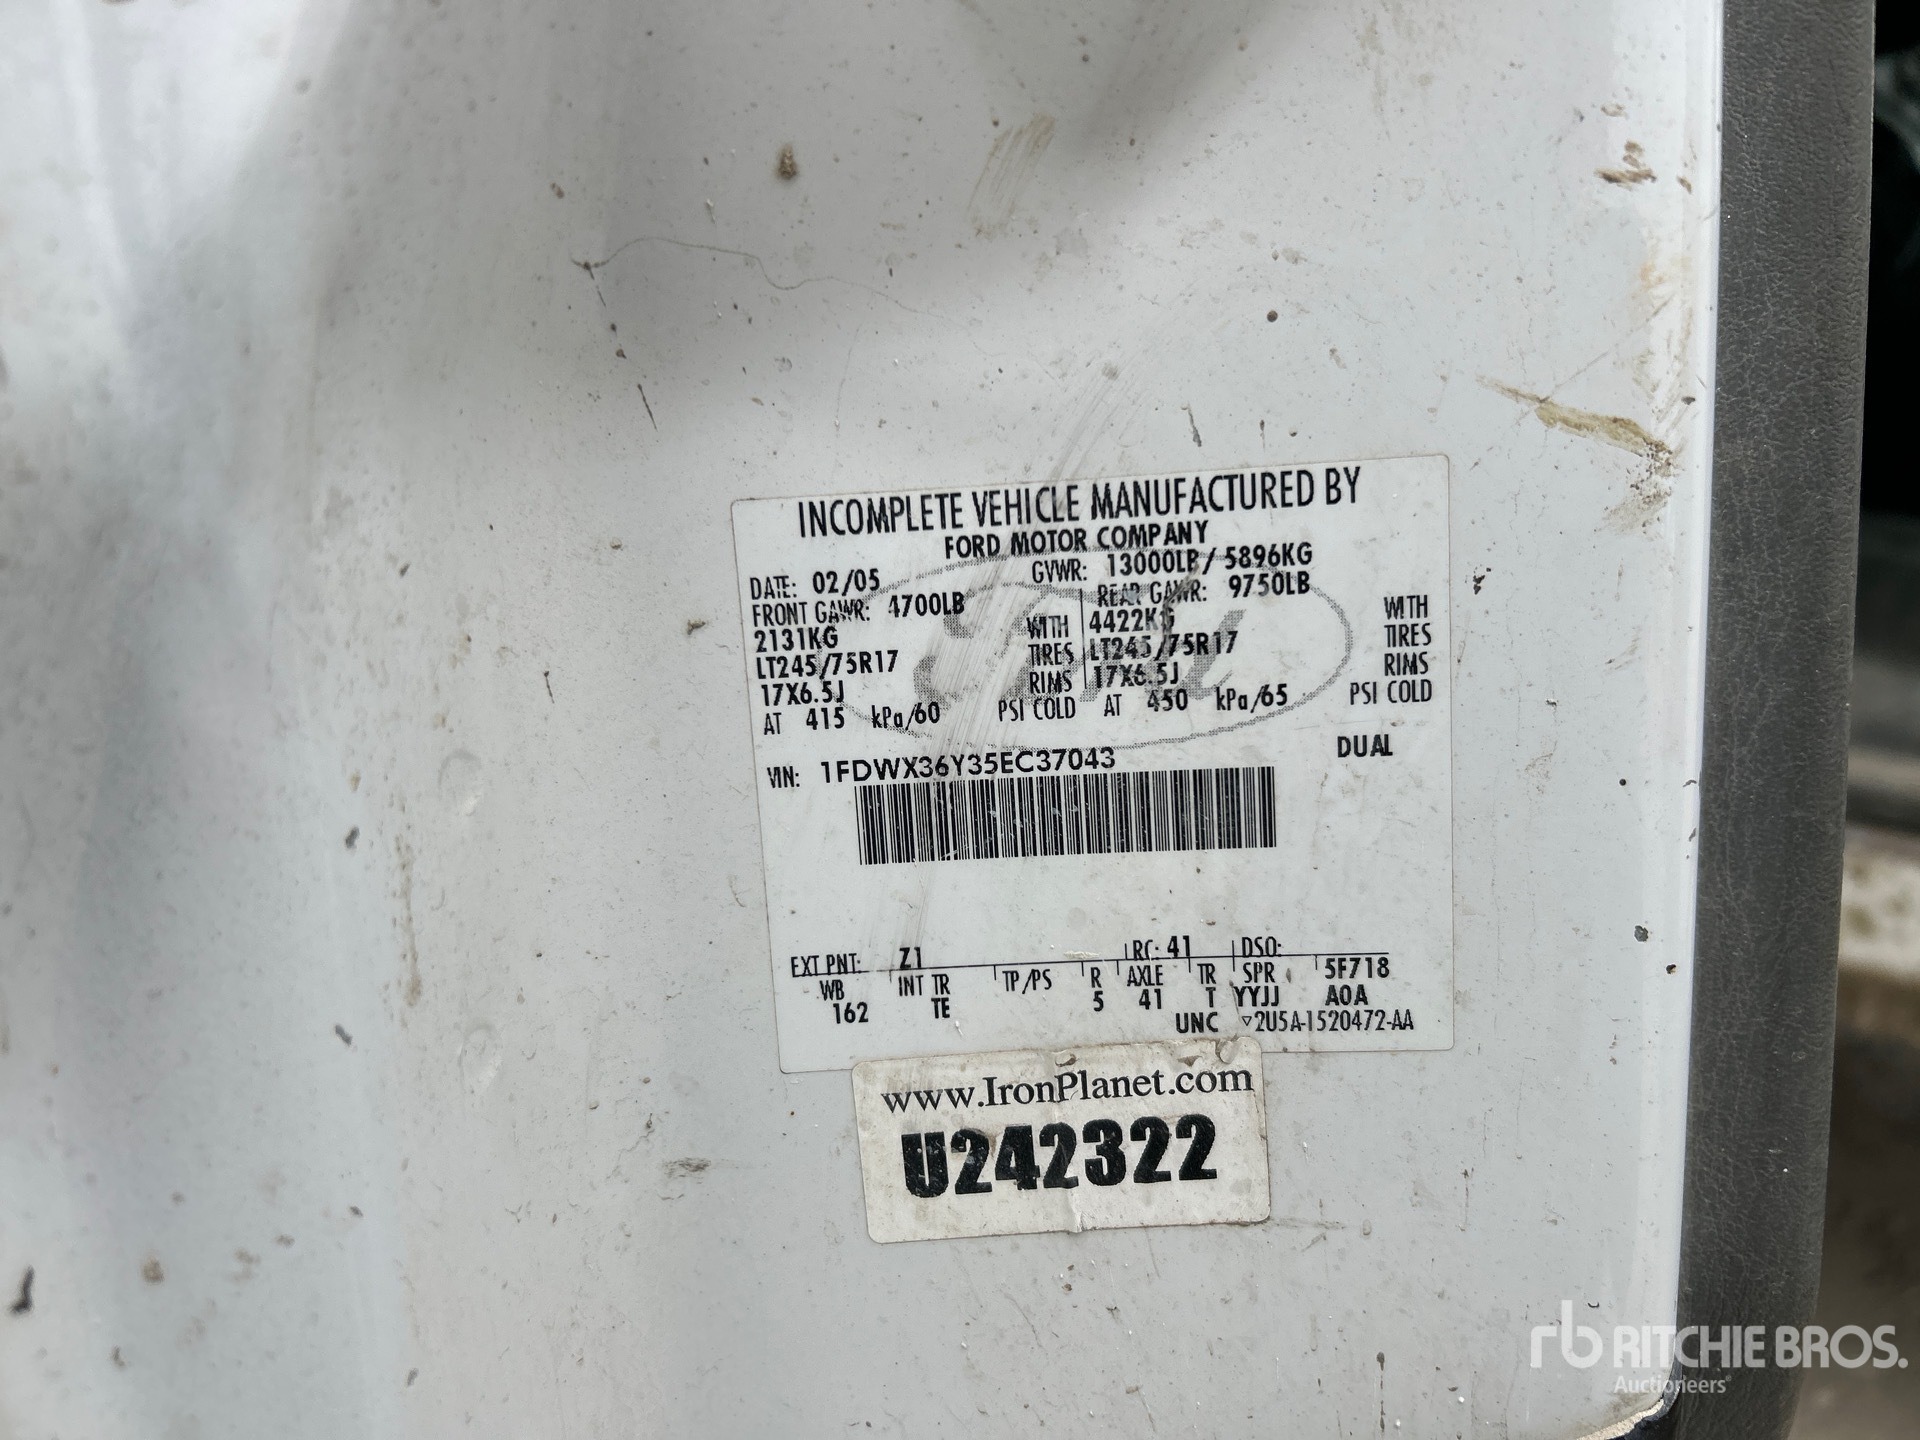 INCOMPLETE VEHICLE MANUFACTURED BY
FORD MOTOR COMPANY
DATE: 02/05 GVWR: 13000LB / 5896KG
FRONT GAWR: 4700LB REAR GAWR: 9750LB
2131KG WITH 4422KG WITH
LT245/75R17 TIRES LT245/75R17 TIRES
17X6.5J RIMS 17X6.5J RIMS
AT 415 kPa/60 PSI COLD AT 450 kPa/65 PSI COLD
VIN: 1FDWX36Y35EC37043 DUAL
EXT PNT: Z1 RC: 41 DSO:
WB INT TR TP/PS R AXLE TR SPR 5F718
162 TE 5 41 T YYJJ A0A
UNC ▿2U5A-1520472-AA
www.IronPlanet.com
U242322
rb RITCHIE BROS.
Auctioneers